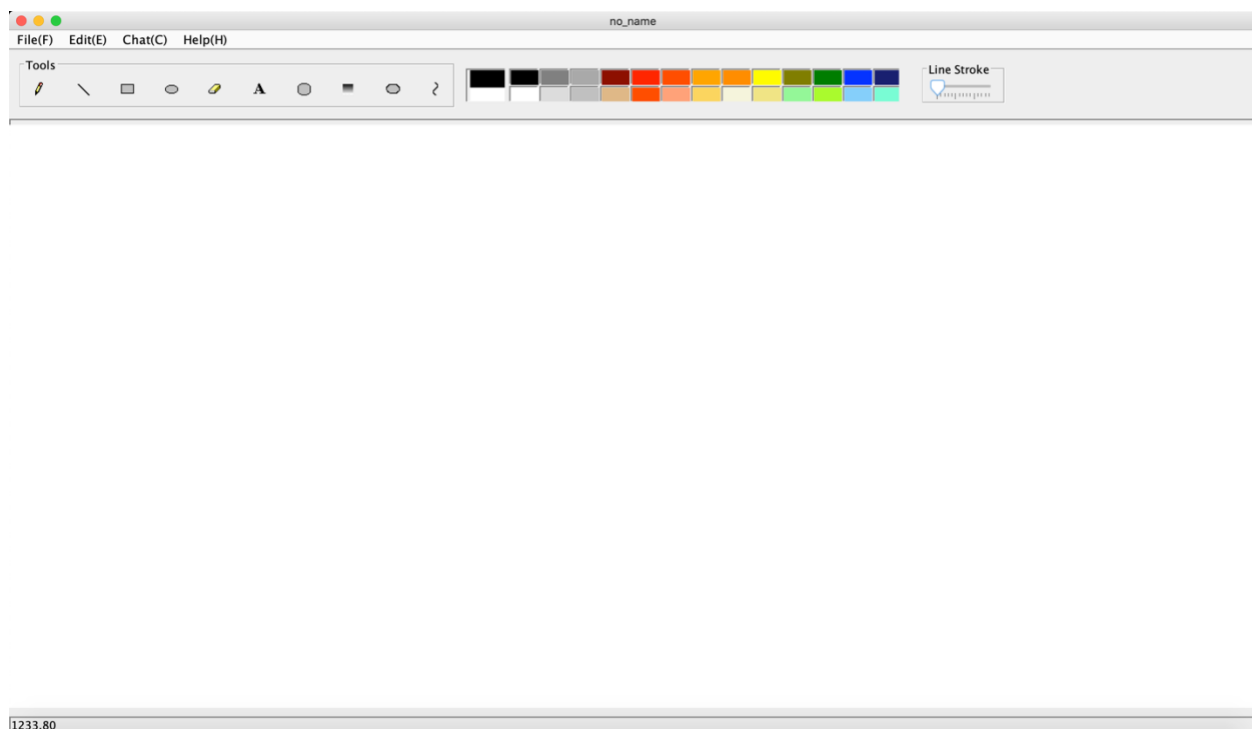 no_name
File(F) Edit(E) Chat(C) Help(H)
Tools
A
Line Stroke
1233,80